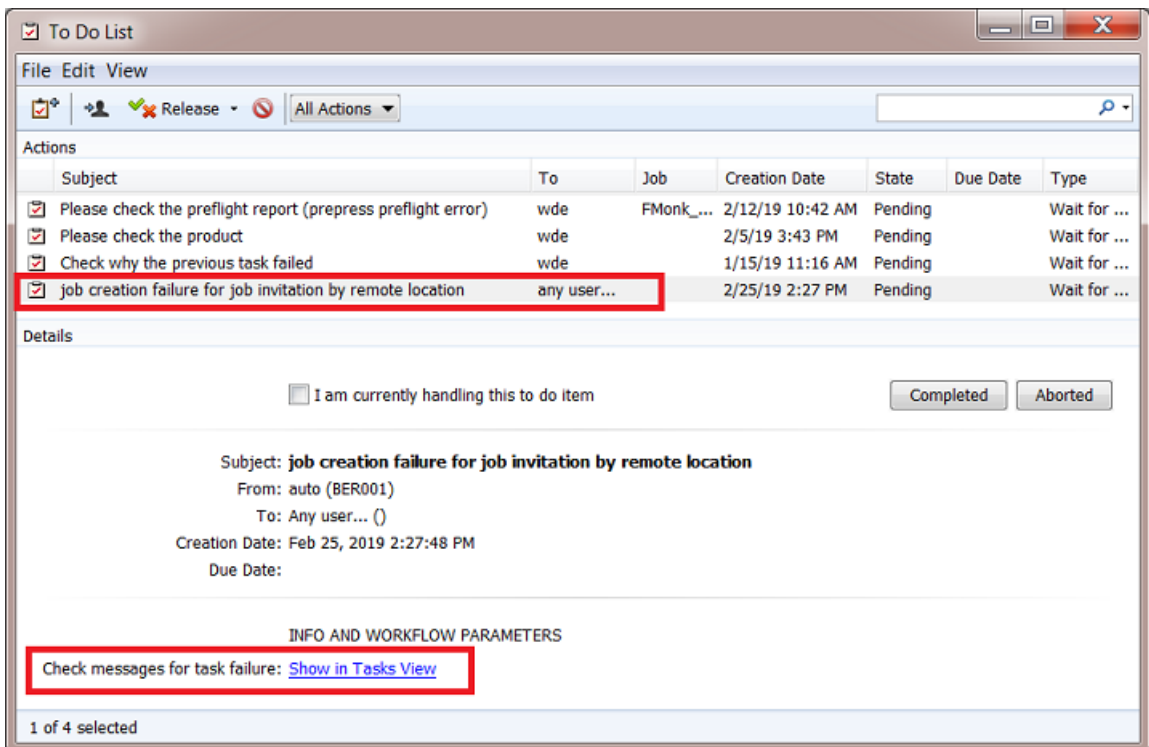 To Do List
File Edit View
Release All Actions
Actions
Subject To Job Creation Date State Due Date Type
Please check the preflight report (prepress preflight error) wde FMonk_... 2/12/19 10:42 AM Pending Wait for ...
Please check the product wde 2/5/19 3:43 PM Pending Wait for ...
Check why the previous task failed wde 1/15/19 11:16 AM Pending Wait for ...
job creation failure for job invitation by remote location any user... 2/25/19 2:27 PM Pending Wait for ...
Details
I am currently handling this to do item Completed Aborted
Subject: job creation failure for job invitation by remote location
From: auto (BER001)
To: Any user... ()
Creation Date: Feb 25, 2019 2:27:48 PM
Due Date:
INFO AND WORKFLOW PARAMETERS
Check messages for task failure: Show in Tasks View
1 of 4 selected